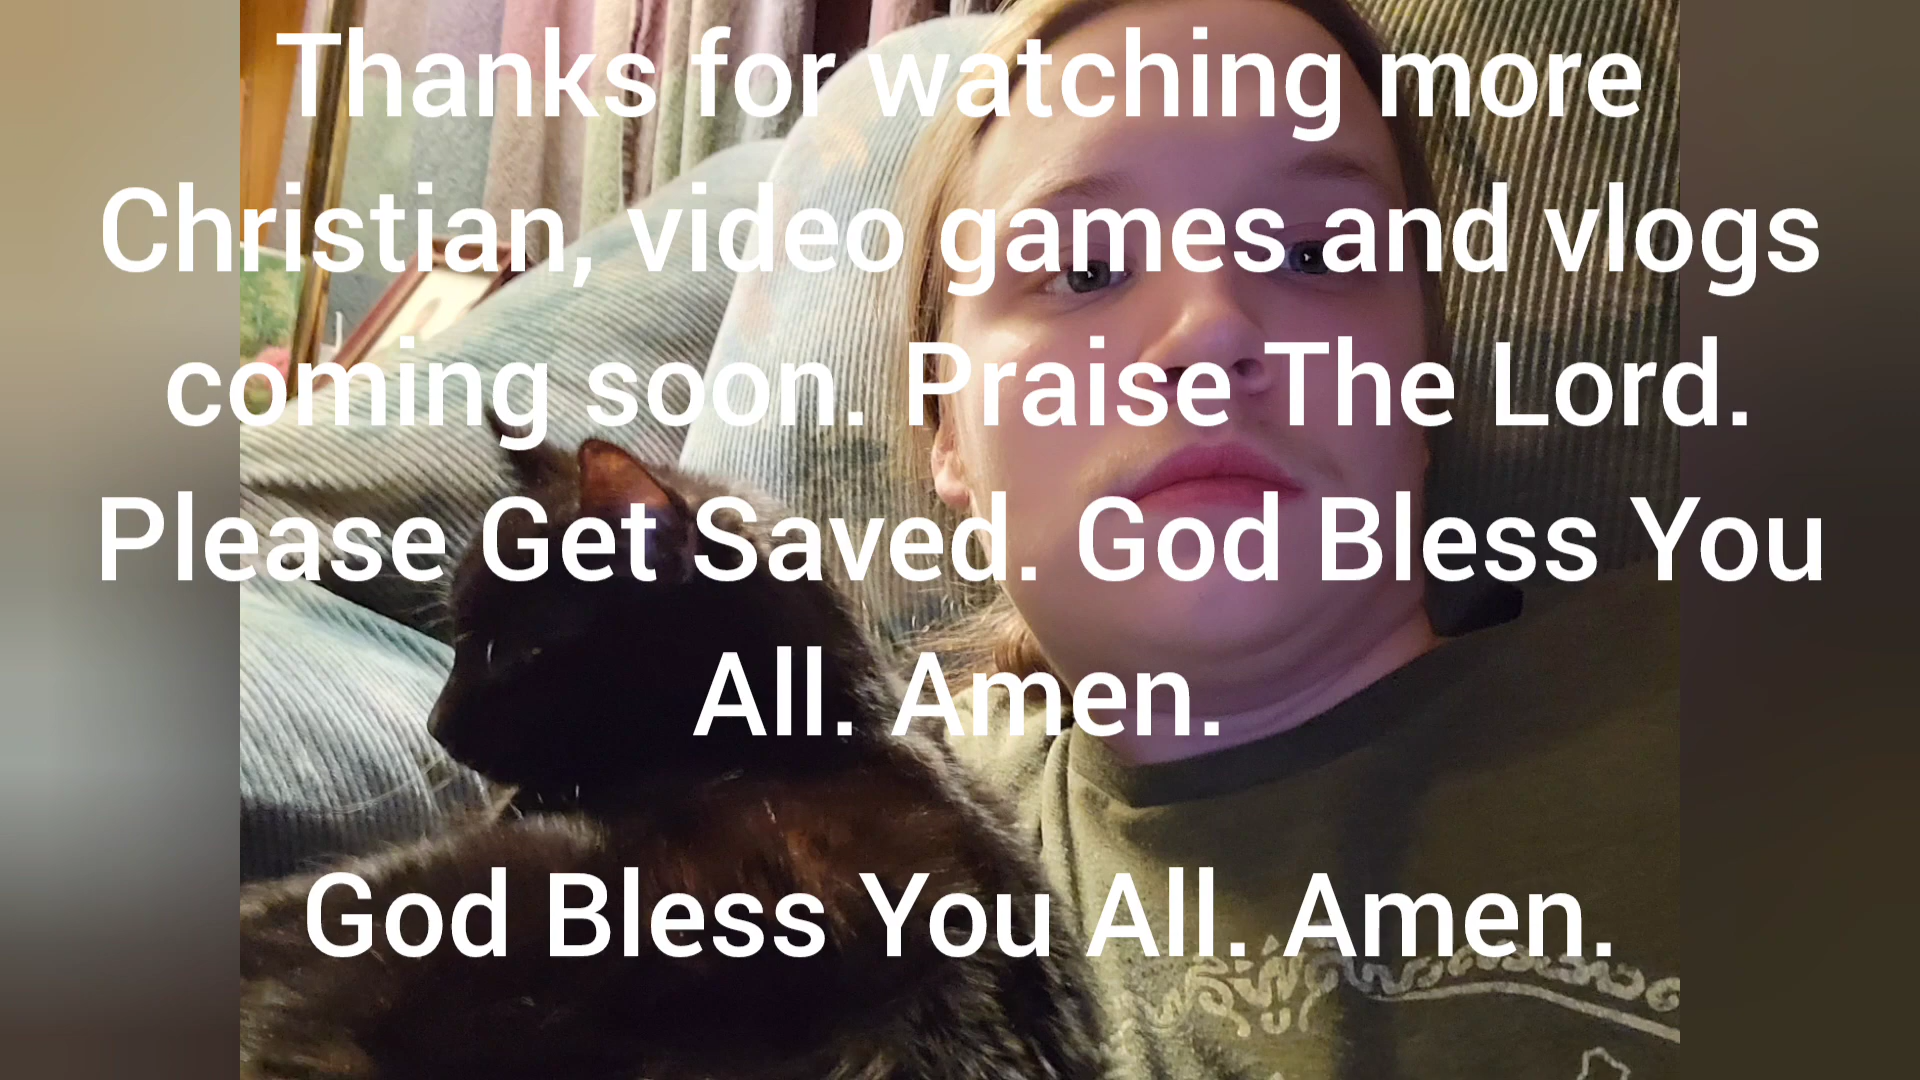 Thanks for watching more
Christian, video games and vlogs
coming soon. Praise The Lord.
Please Get Saved. God Bless You
All. Amen.
God Bless You All. Amen.